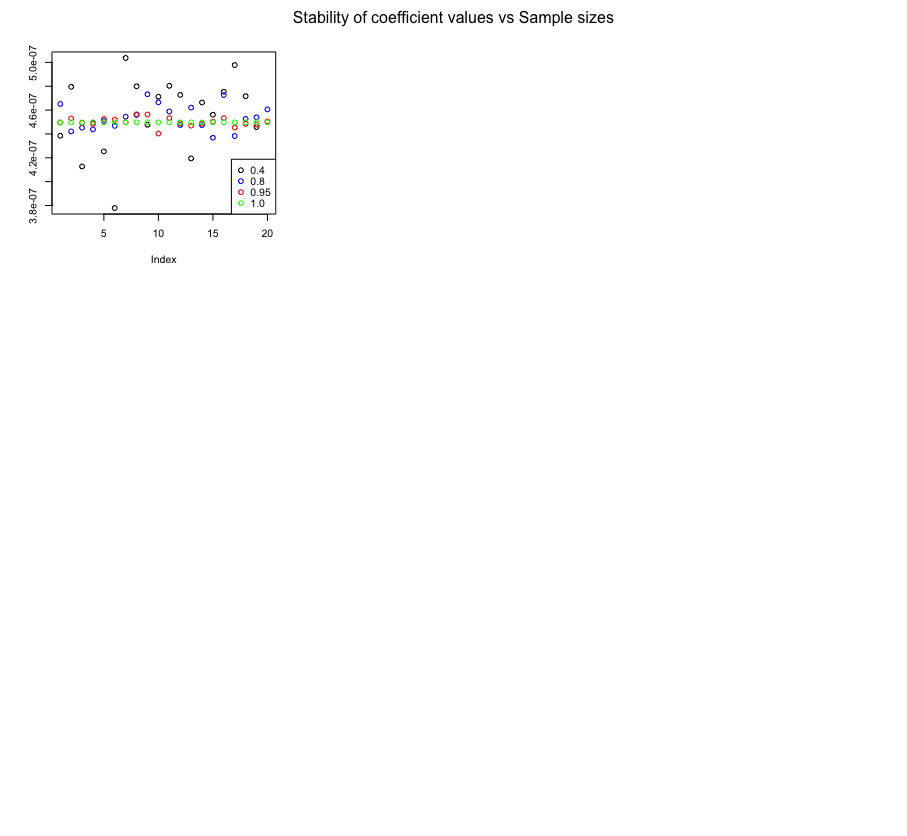 Stability of coefficient values vs Sample sizes
5.0e-07
4.6e-07
4.2e-07
3.8e-07
0.4
0.8
0.95
1.0
5 10 15 20
Index